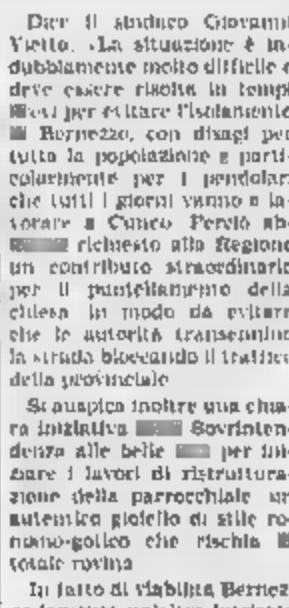 Dice il sindaco Giovanni
Vietto. «La situazione è in-
dubbiamente molto difficile e
deve essere risolta in tempi
per evitare l'isolamento
Bernezzo, con disagi per
tutta la popolazione e parti-
colarmente per i pendolari
che tutti i giorni vanno a la-
vorare a Cuneo. Perciò ab-
richiesto alla Regione
un contributo straordinario
per il puntellamento della
chiesa in modo da evitare
che le autorità transennino
la strada bloccando il traffico
della provinciale
Si auspica inoltre una chia-
ra iniziativa Sovrinten-
denza alle belle per ini-
ziare i lavori di ristruttura-
zione della parrocchiale un
autentico gioiello di stile ro-
mano-gotico che rischia
totale rovina
In fatto di viabilità Bernez-